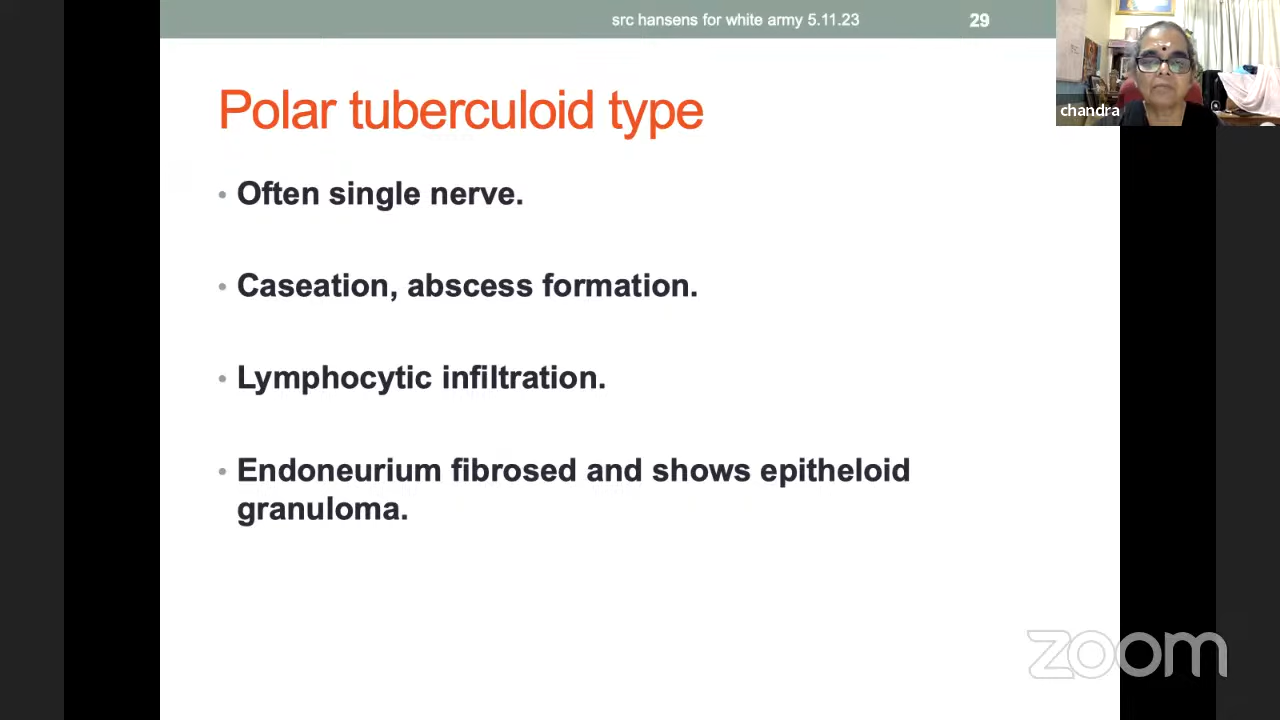 src hansens for white army 5.11.23
29
chandra
Polar tuberculoid type
• Often single nerve.
• Caseation, abscess formation.
• Lymphocytic infiltration.
• Endoneurium fibrosed and shows epitheloid
granuloma.
zoom